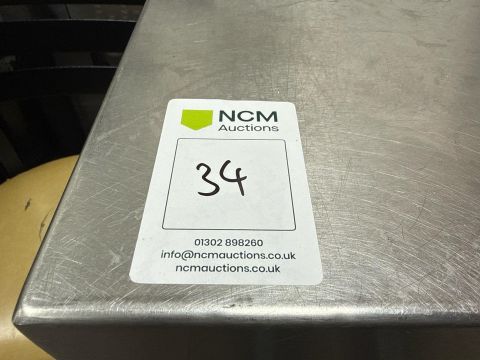 NCM
Auctions
34
01302 898260
info@ncmauctions.co.uk
ncmauctions.co.uk